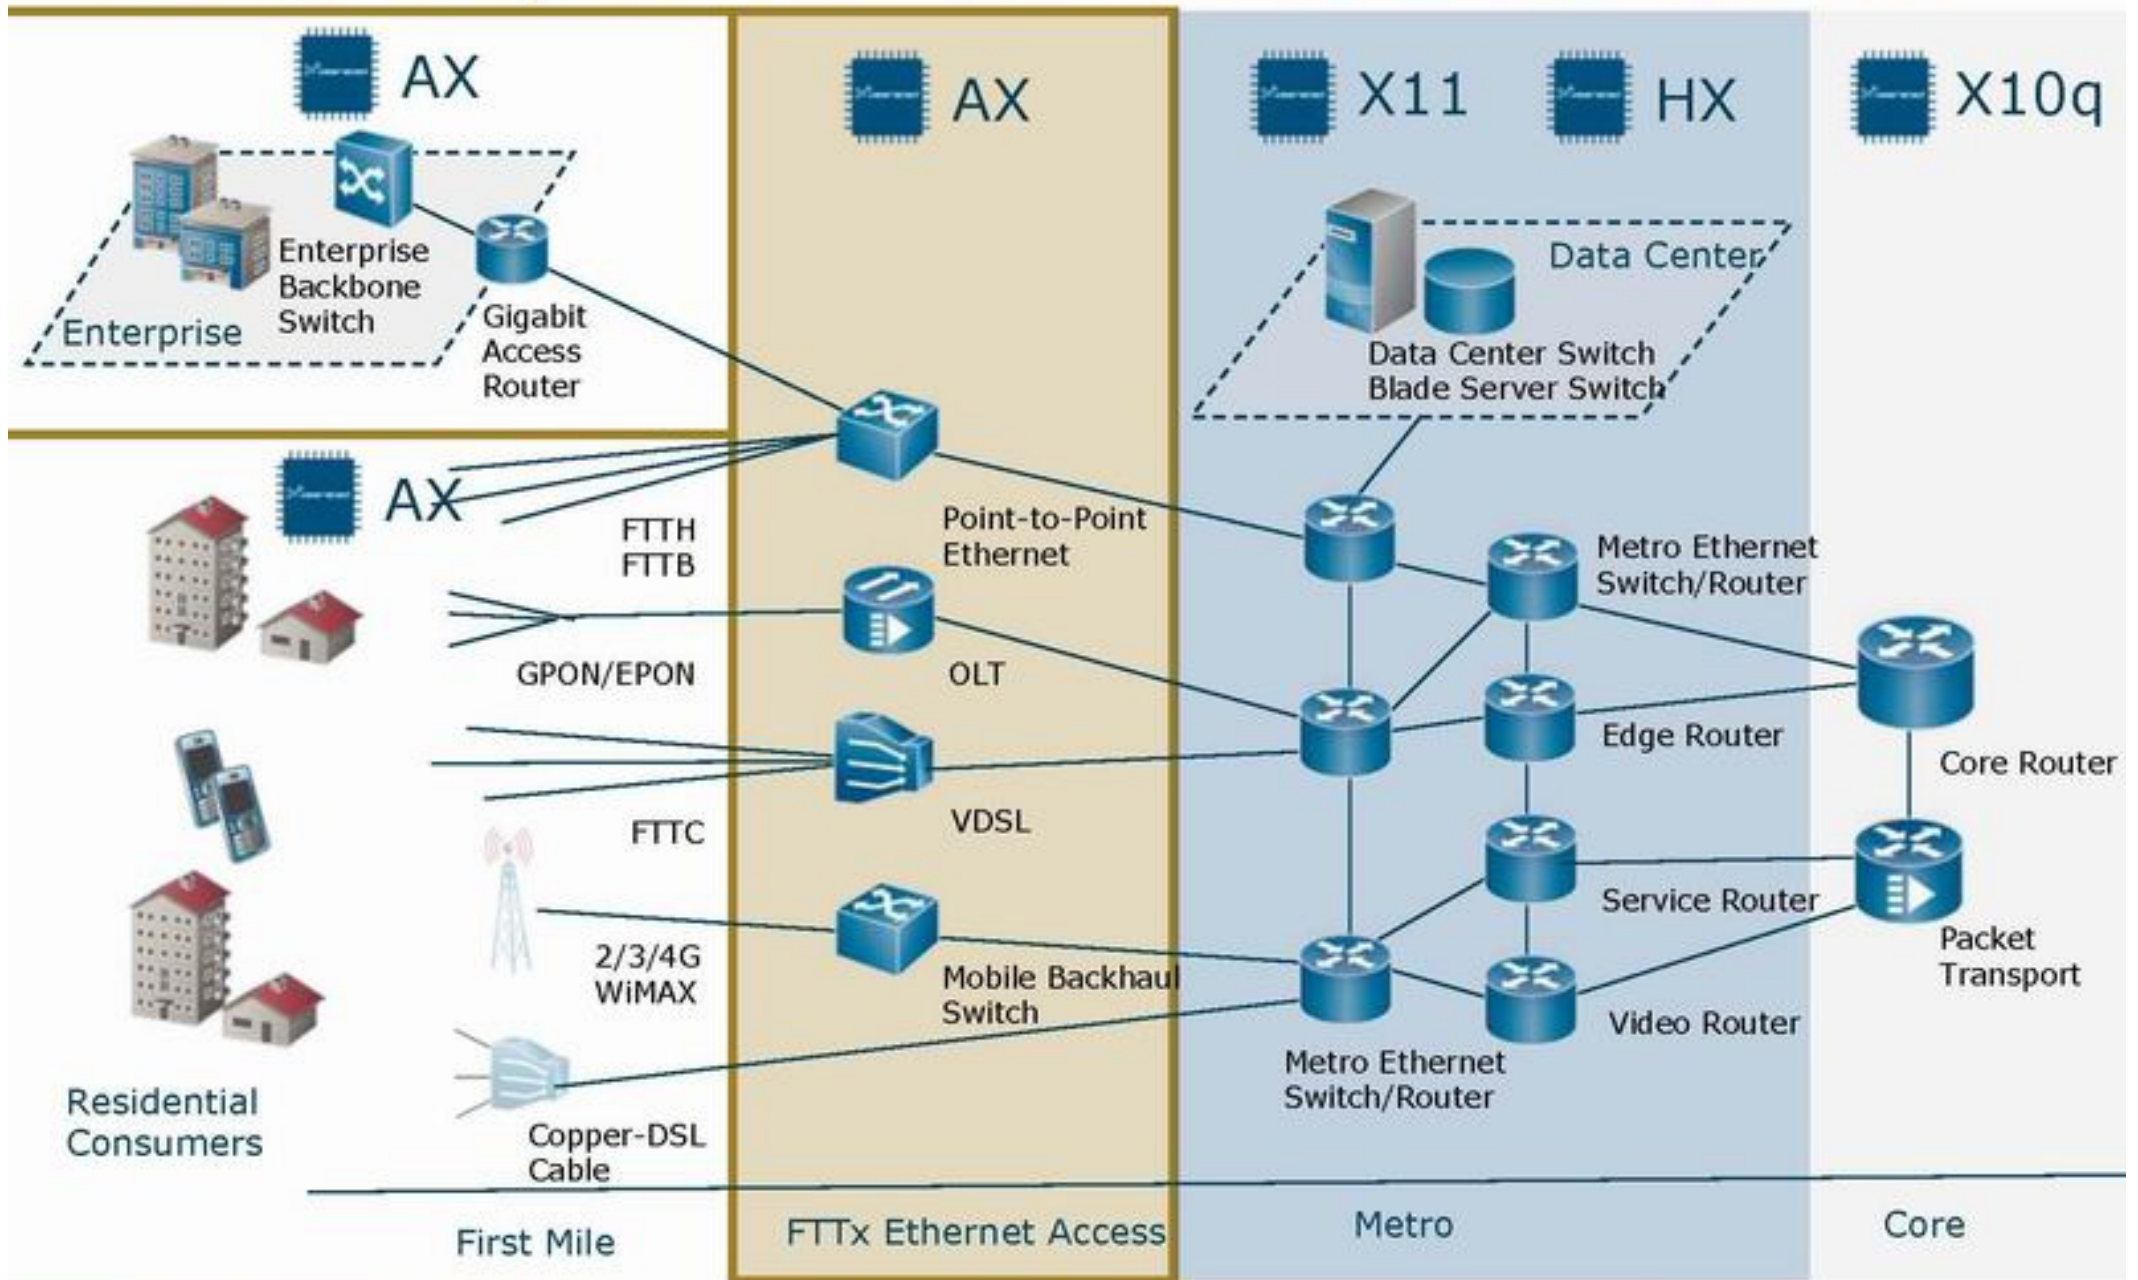 AX
AX
X11
HX
X10q
Enterprise
Backbone
Switch
Enterprise
Gigabit
Access
Router
Data Center
Data Center Switch
Blade Server Switch
AX
FTTH
FTTB
Point-to-Point
Ethernet
Metro Ethernet
Switch/Router
GPON/EPON
OLT
Edge Router
Core Router
FTTC
VDSL
Service Router
2/3/4G
WiMAX
Mobile Backhaul
Switch
Packet
Transport
Video Router
Metro Ethernet
Switch/Router
Residential
Consumers
Copper-DSL
Cable
First Mile
FTTx Ethernet Access
Metro
Core